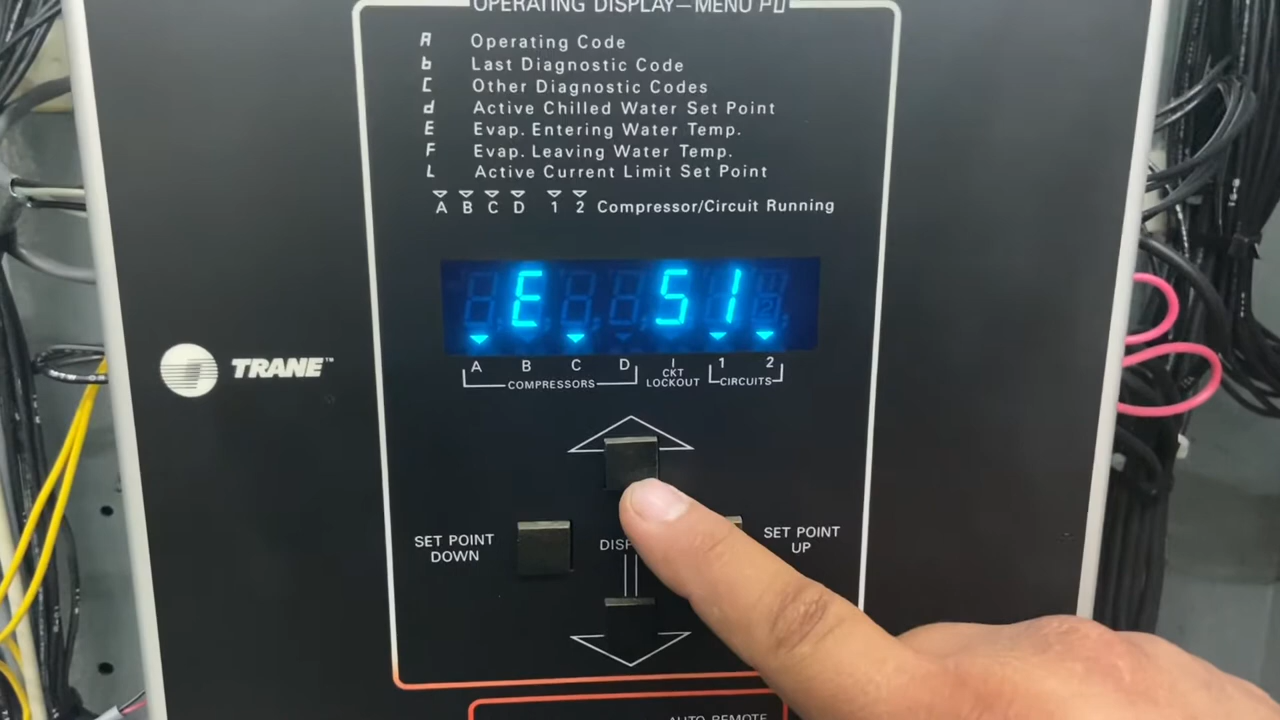 OPERATING DISPLAY—MENU P0
A Operating Code
b Last Diagnostic Code
C Other Diagnostic Codes
d Active Chilled Water Set Point
E Evap. Entering Water Temp.
F Evap. Leaving Water Temp.
L Active Current Limit Set Point
A B C D 1 2 Compressor/Circuit Running
E 51
A B C D CKT LOCKOUT 1 2
COMPRESSORS CIRCUITS
TRANE™
SET POINT DOWN
SET POINT UP
AUTO REMOTE